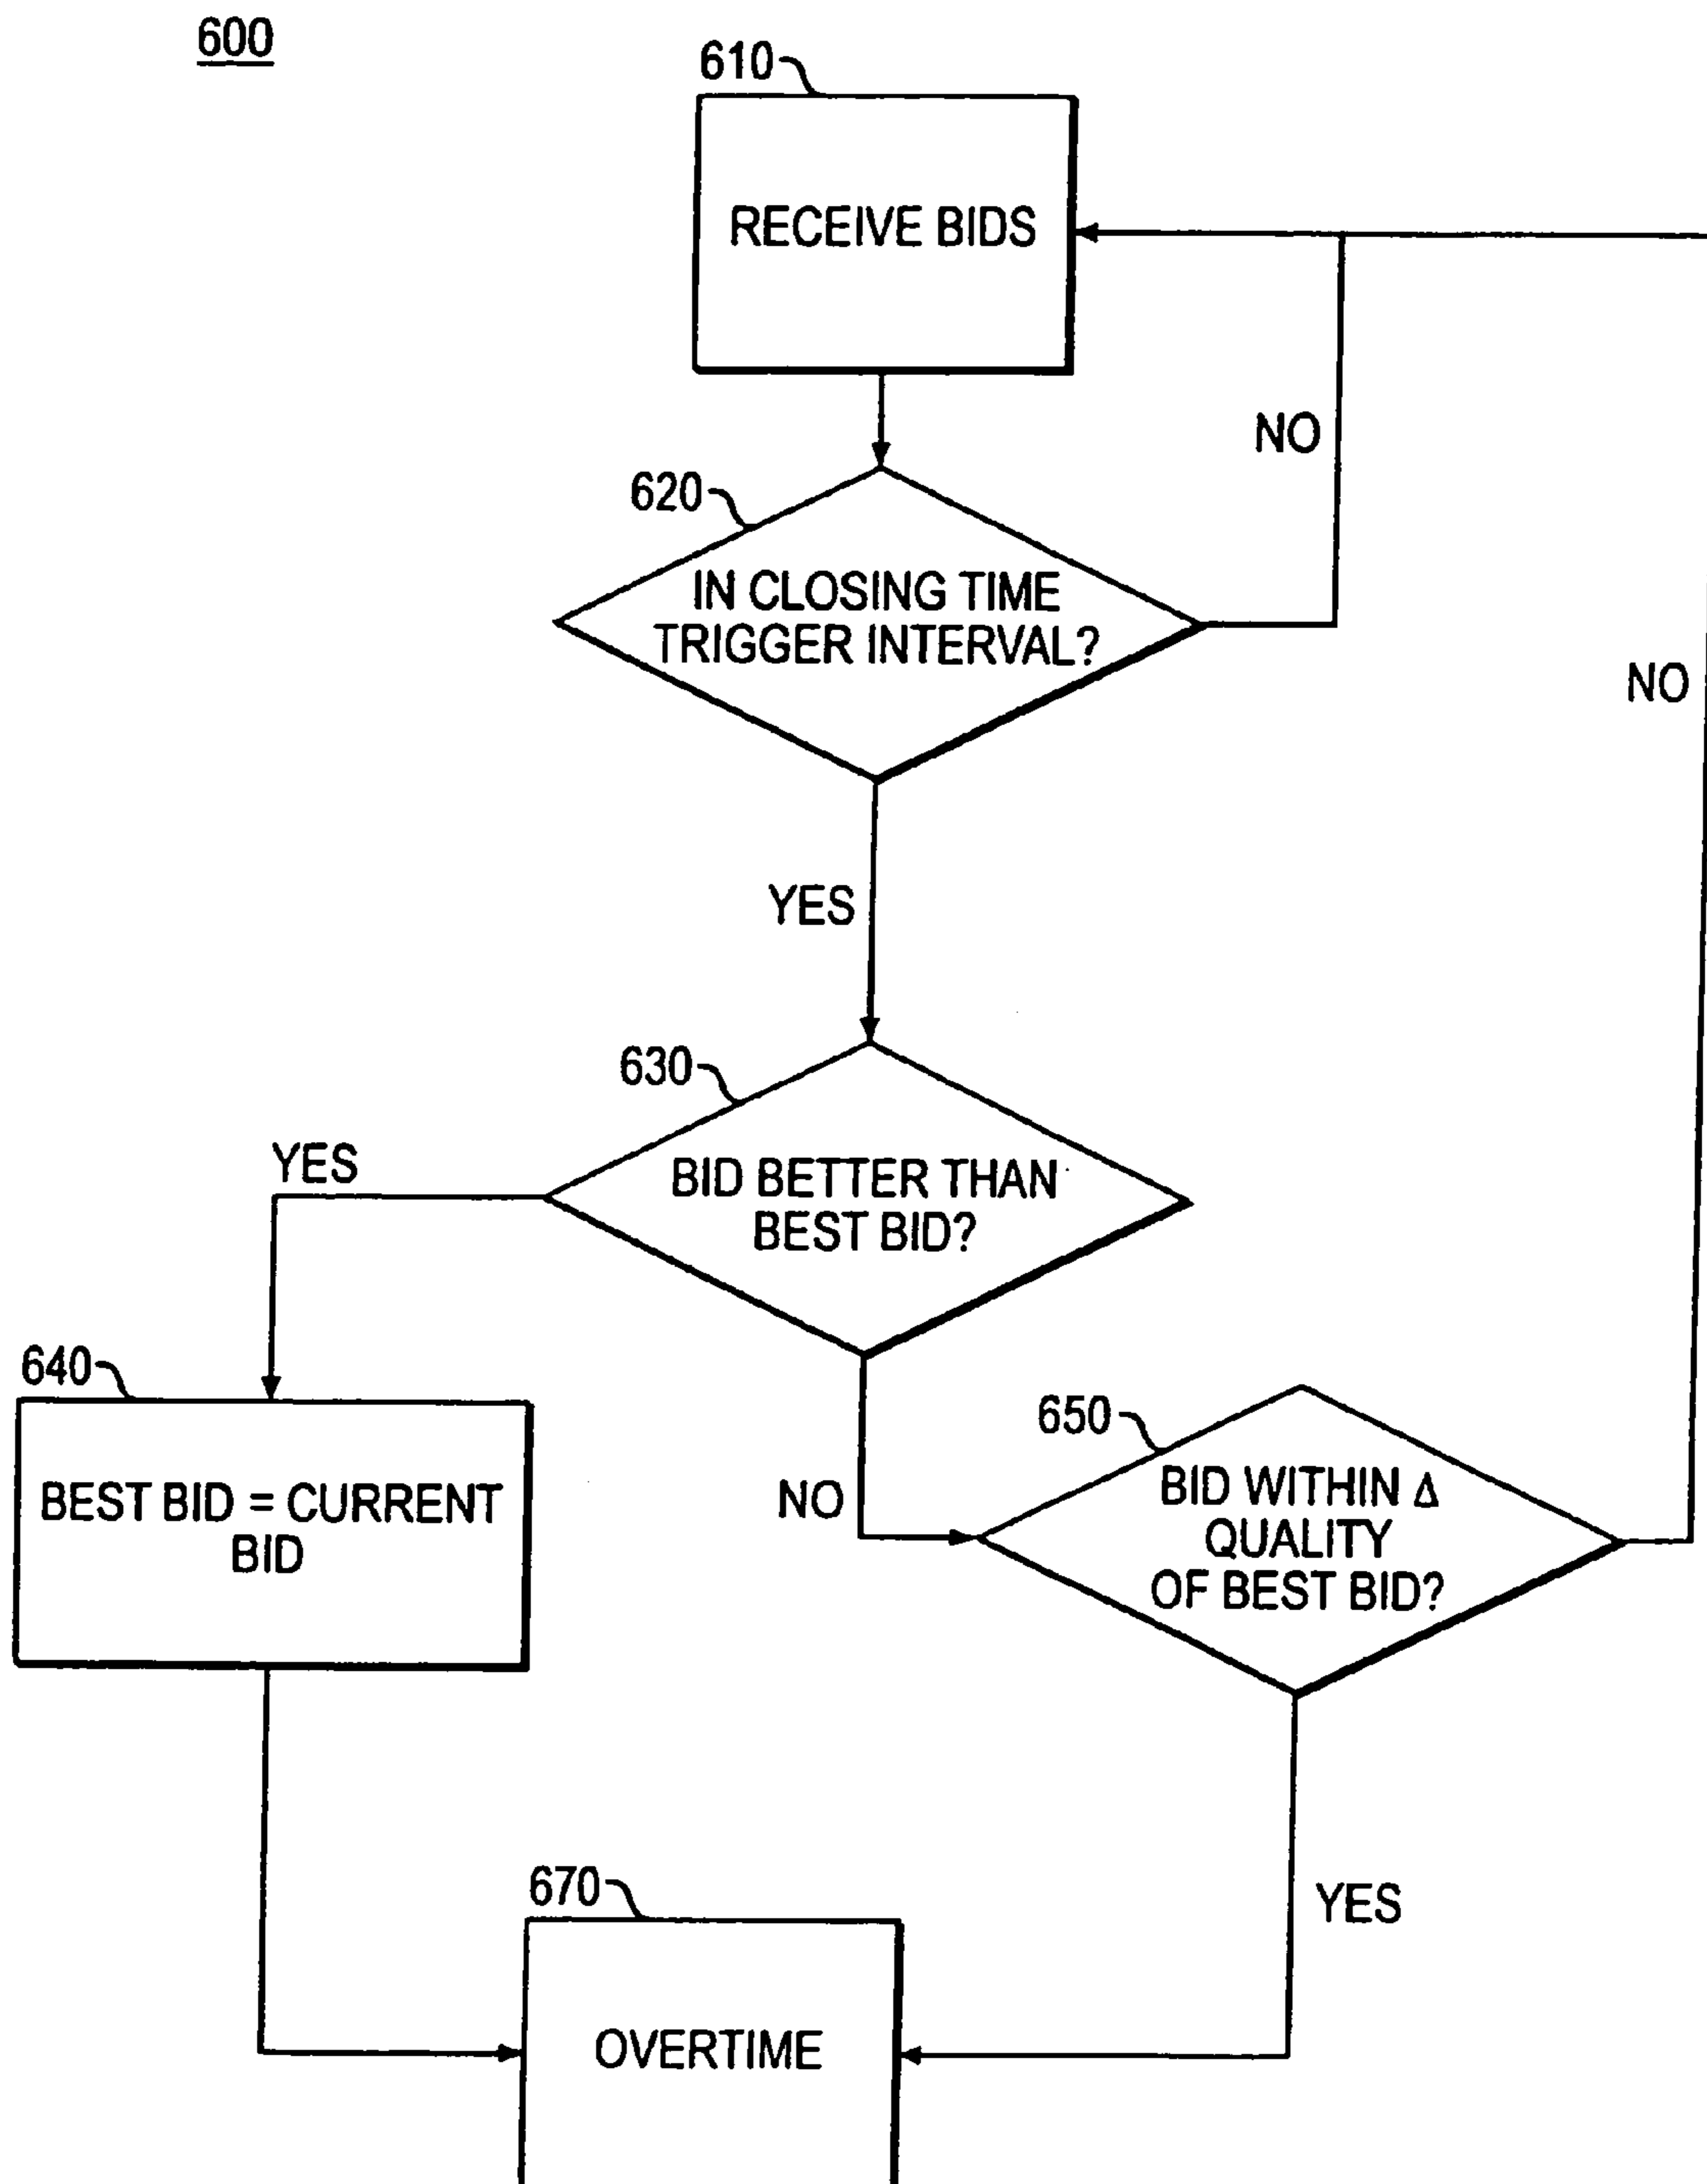 600
610
RECEIVE BIDS
NO
620
IN CLOSING TIME
TRIGGER INTERVAL?
NO
YES
630
YES
BID BETTER THAN
BEST BID?
640
650
BEST BID = CURRENT
BID
NO
BID WITHIN Δ
QUALITY
OF BEST BID?
670
YES
OVERTIME